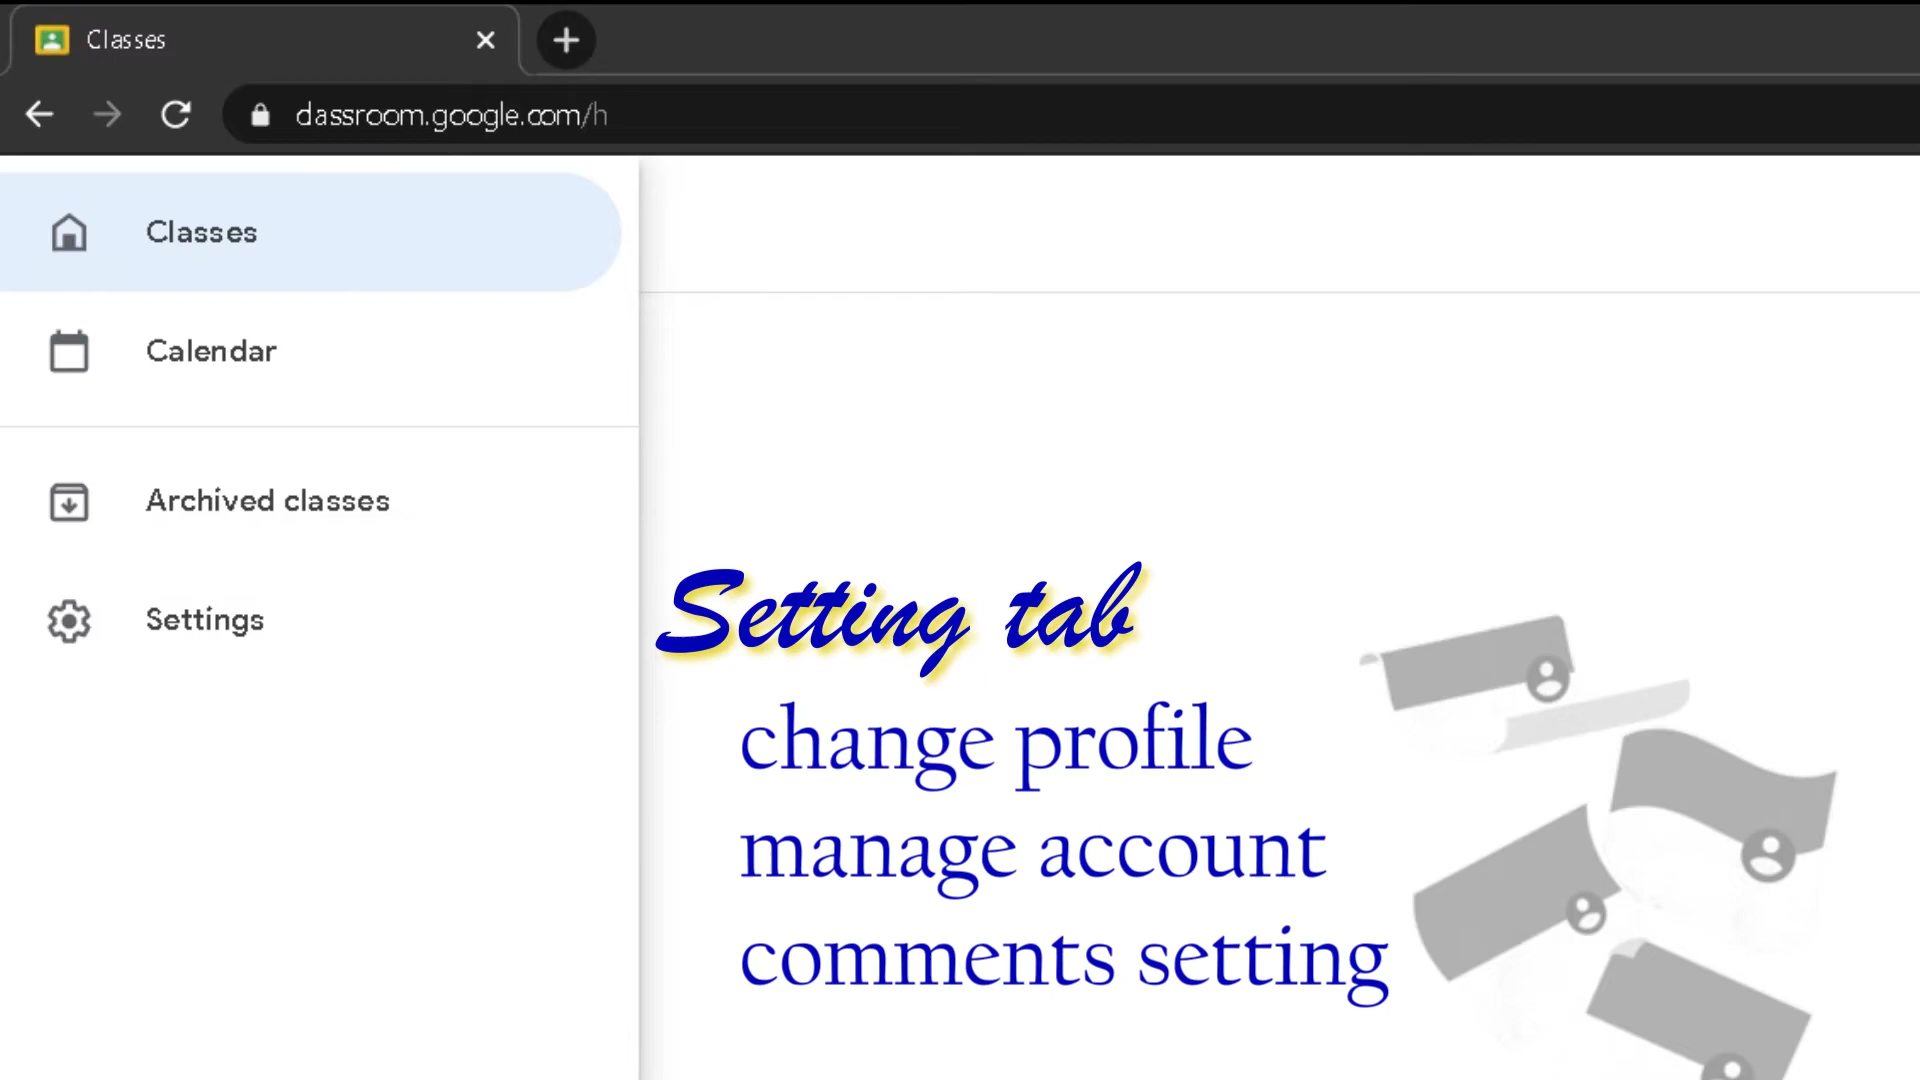 Classes
classroom.google.com/h
Classes
Calendar
Archived classes
Settings
Setting tab
change profile
manage account
comments setting